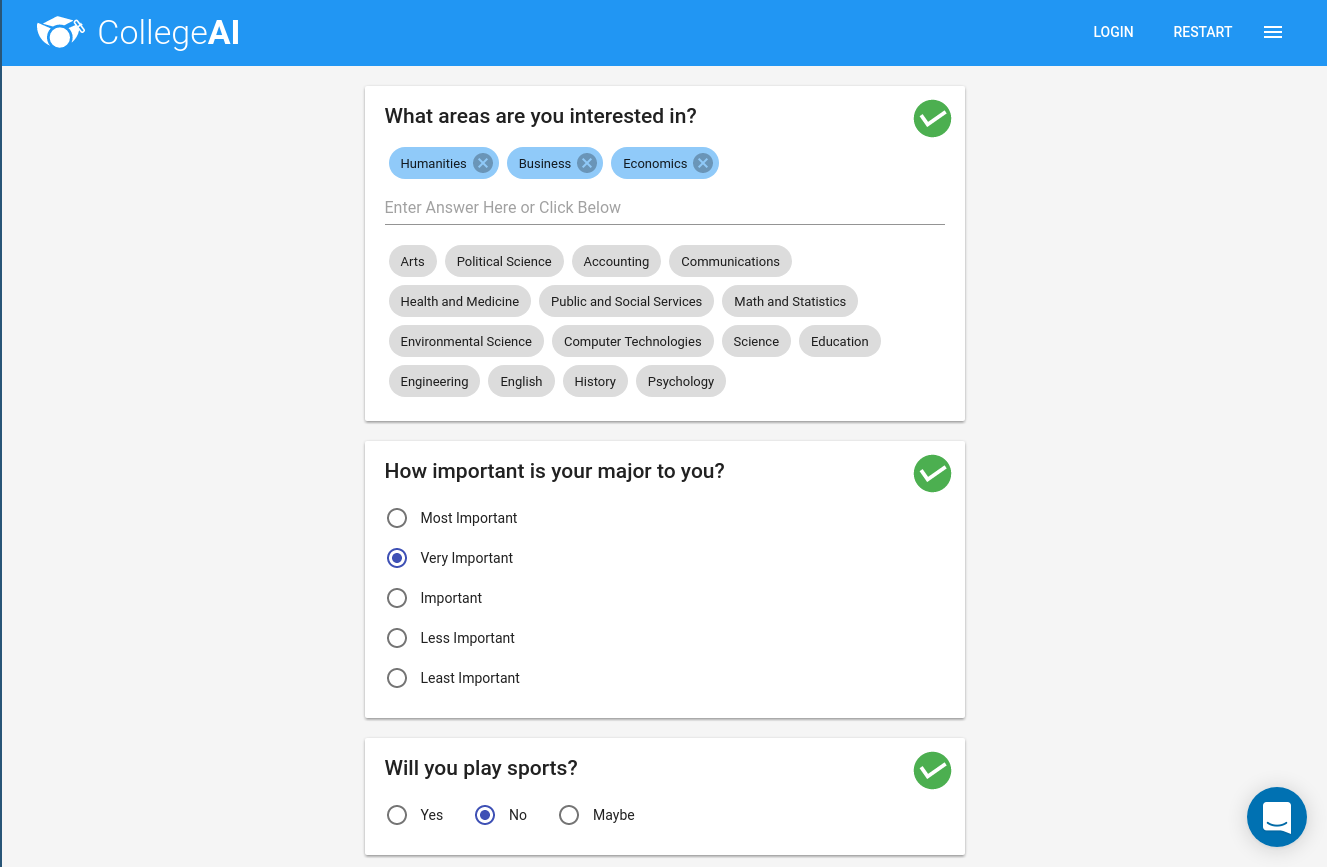 CollegeAI
LOGIN RESTART
What areas are you interested in?
Humanities Business Economics
Enter Answer Here or Click Below
Arts Political Science Accounting Communications
Health and Medicine Public and Social Services Math and Statistics
Environmental Science Computer Technologies Science Education
Engineering English History Psychology
How important is your major to you?
Most Important
Very Important
Important
Less Important
Least Important
Will you play sports?
Yes No Maybe